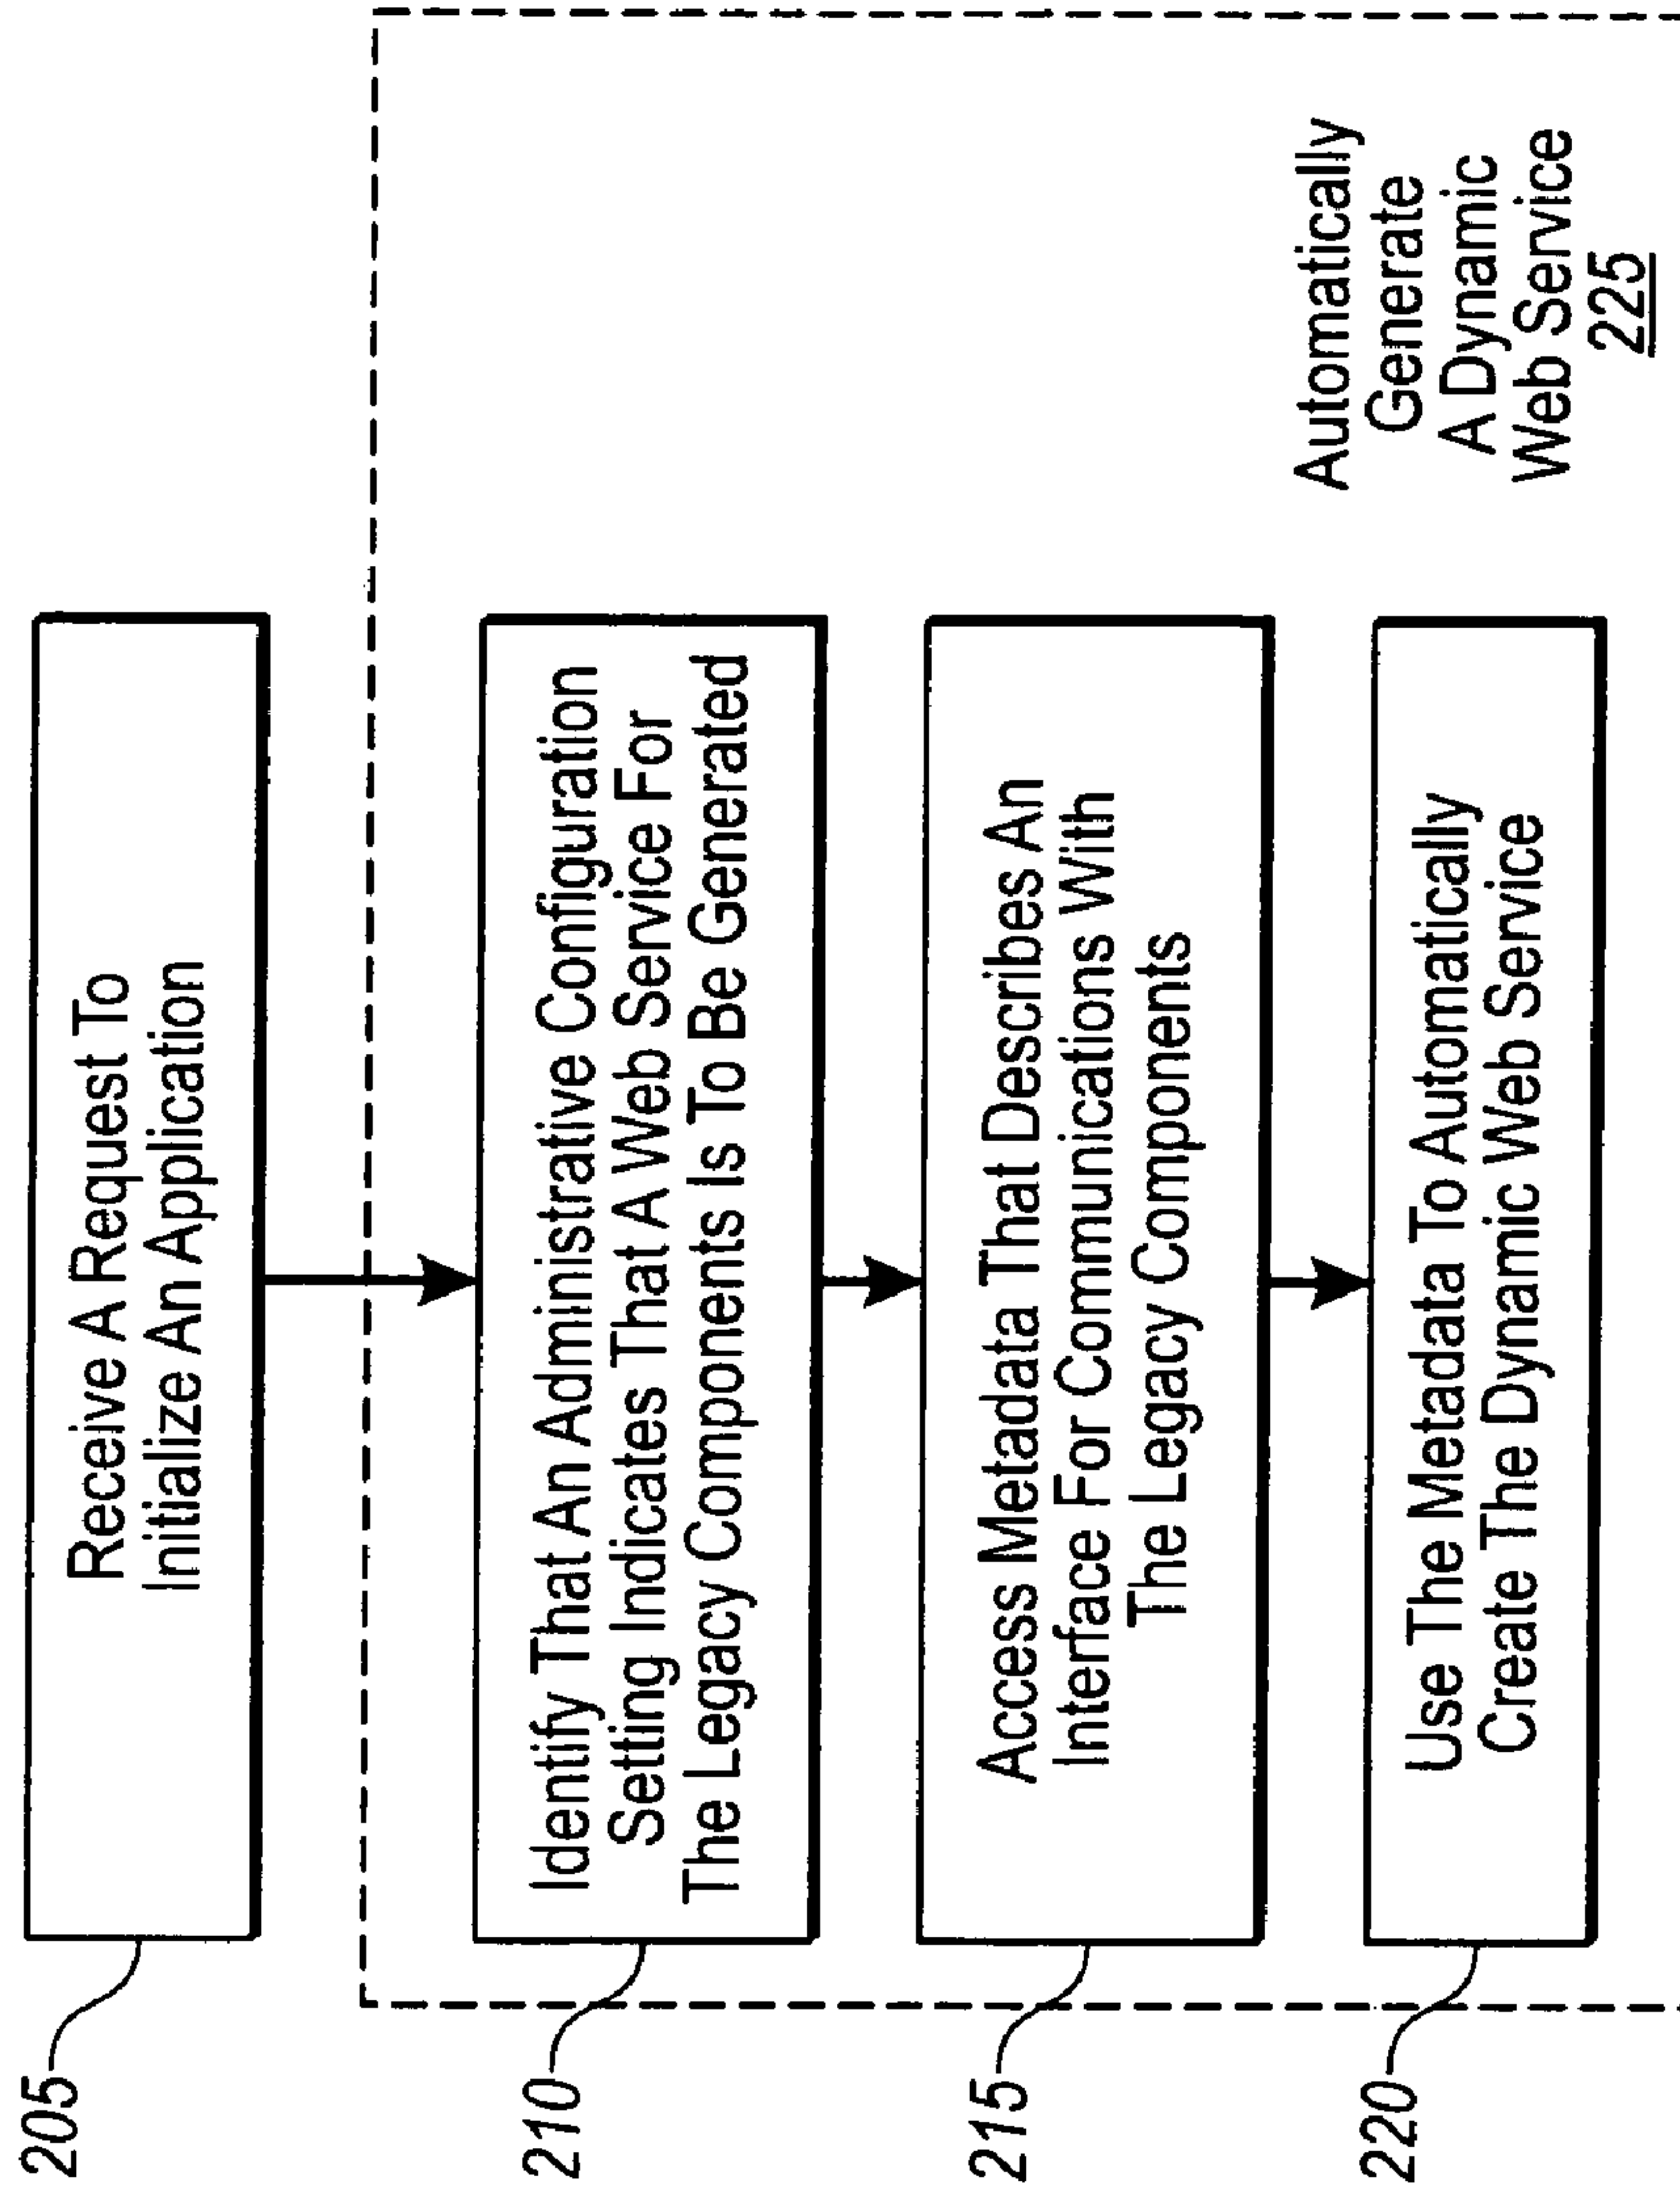 205
Receive A Request To
Initialize An Application
210
Identify That An Administrative Configuration
Setting Indicates That A Web Service For
The Legacy Components Is To Be Generated
215
Access Metadata That Describes An
Interface For Communications With
The Legacy Components
220
Use The Metadata To Automatically
Create The Dynamic Web Service
Automatically
Generate
A Dynamic
Web Service
225